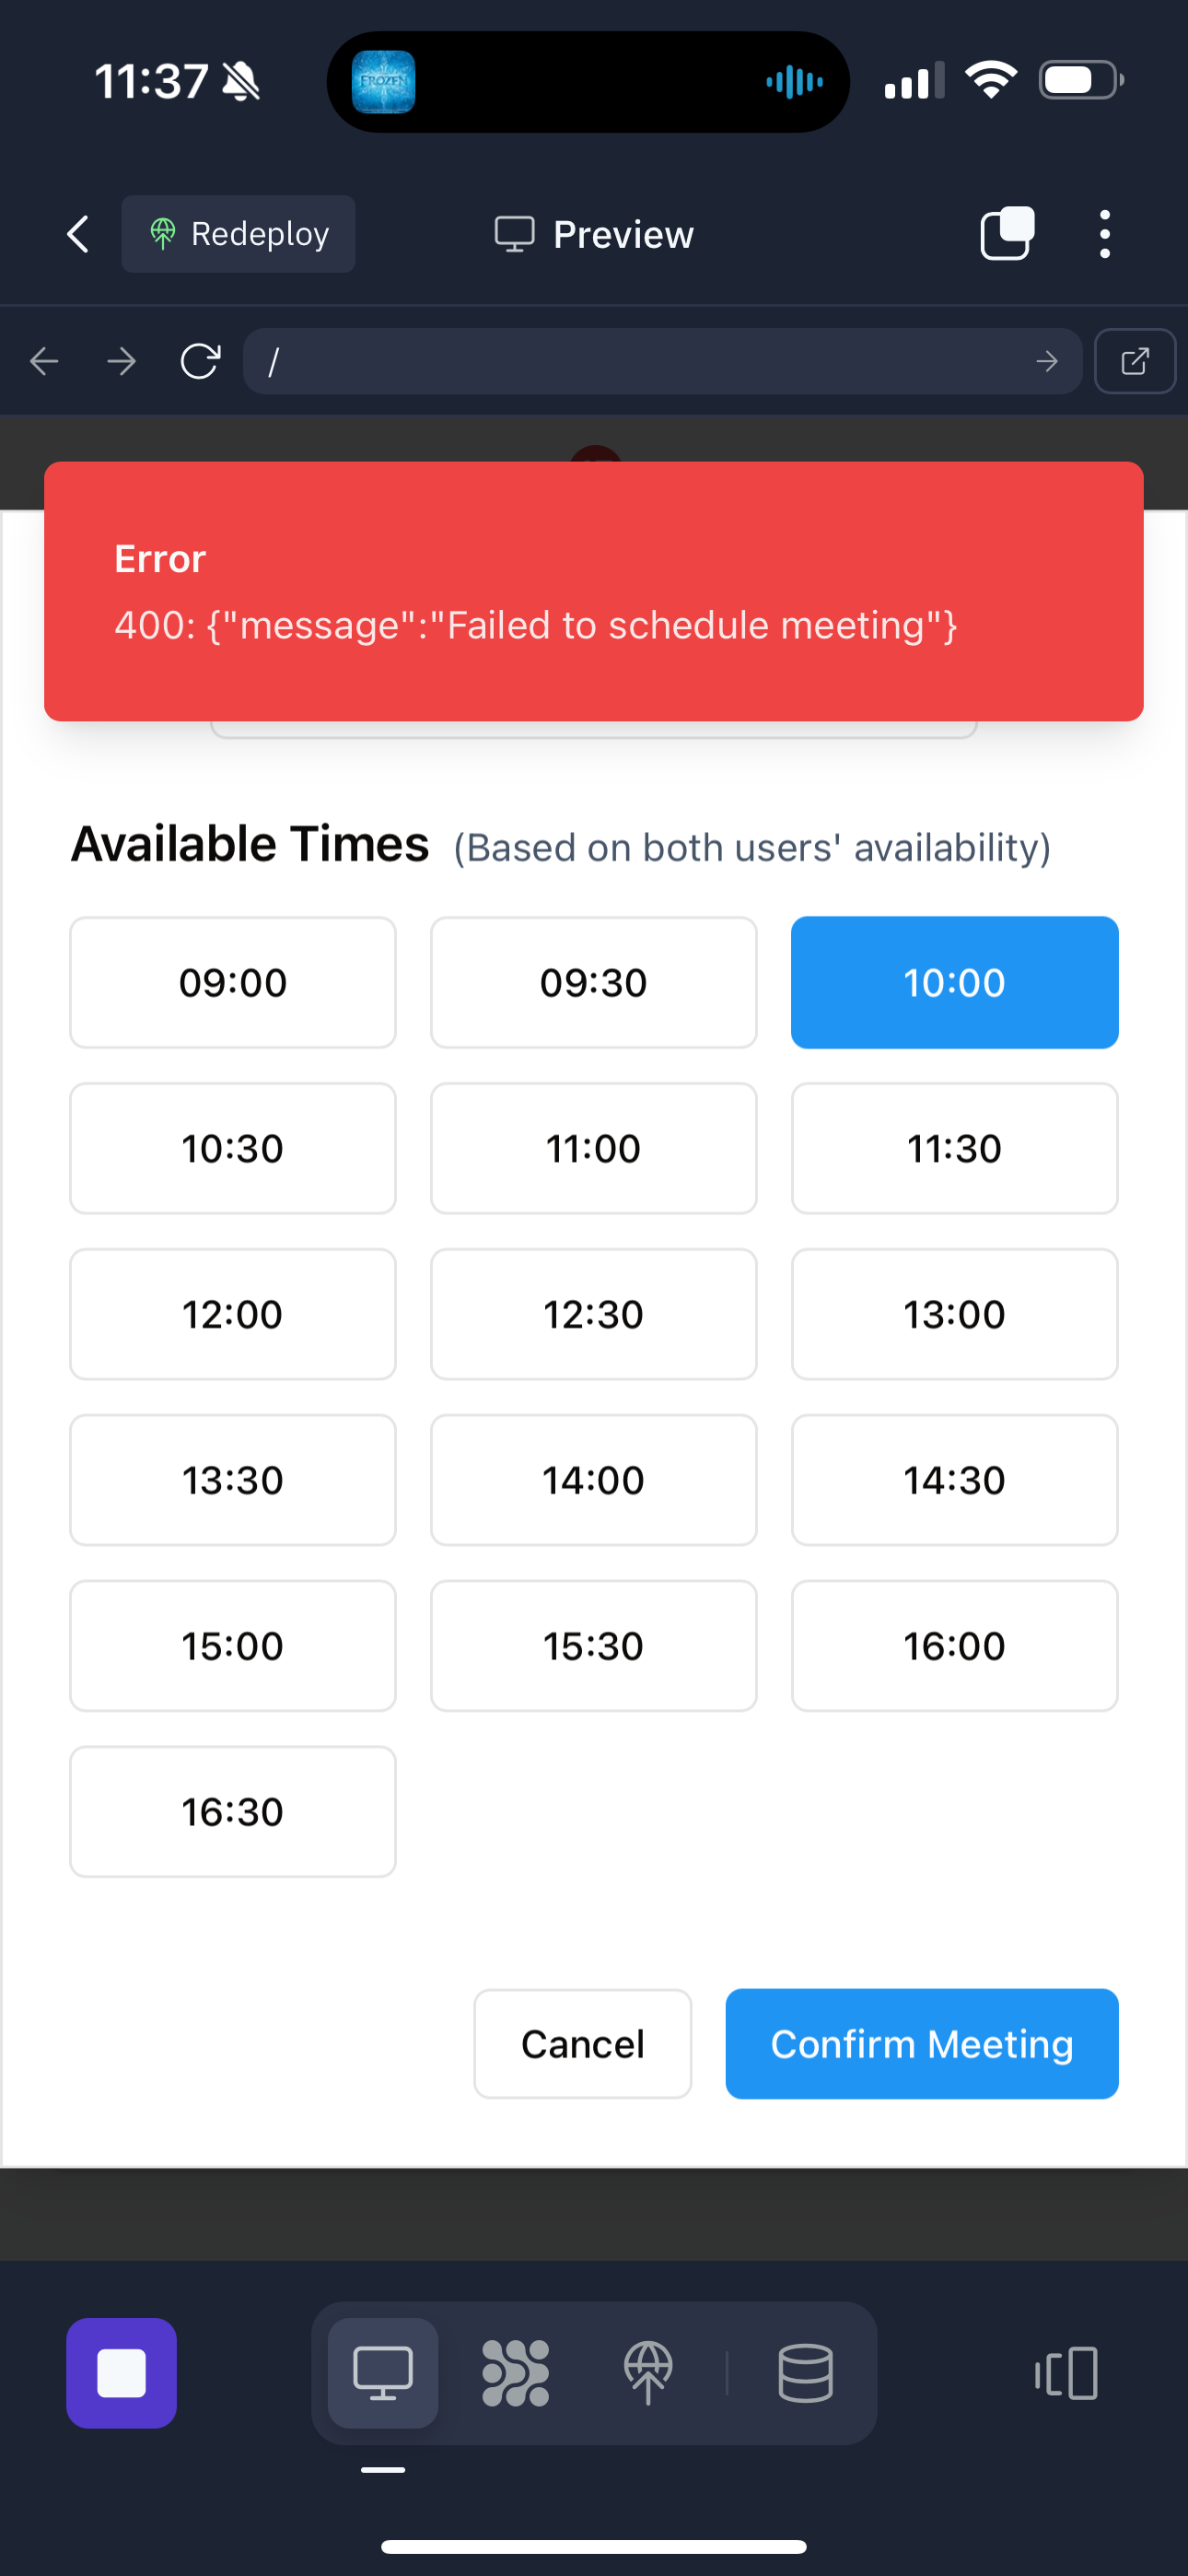 11:37
FROZEN
Redeploy
Preview
/
Error
400: {"message":"Failed to schedule meeting"}
Available Times (Based on both users' availability)
09:00 09:30 10:00
10:30 11:00 11:30
12:00 12:30 13:00
13:30 14:00 14:30
15:00 15:30 16:00
16:30
Cancel Confirm Meeting